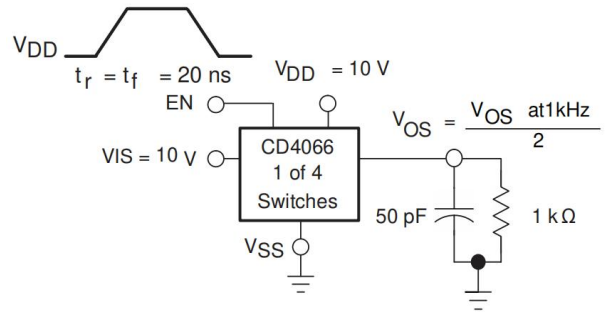 VDD
tr = tf = 20 ns
VDD = 10 V
EN
VOS = VOS at1kHz
2
VIS = 10 V
CD4066
1 of 4
Switches
50 pF
1 kΩ
VSS